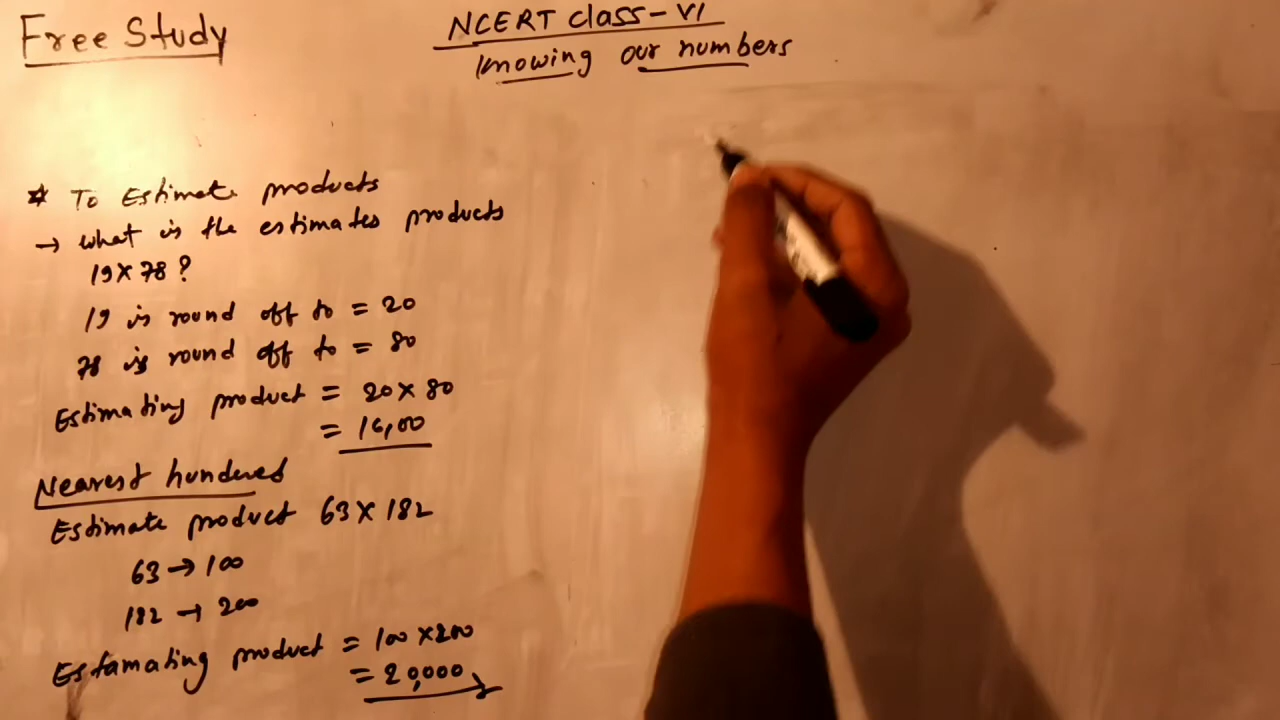 Free Study
NCERT Class-VI
Knowing our numbers
* To Estimate products
→ what is the estimates products
19 x 78 ?
19 is round off to = 20
78 is round off to = 80
Estimating product = 20 x 80
= 16,00
Nearest hundered
Estimate product 63 x 182
63 → 100
182 → 200
Estamating product = 100 x 200
= 20,000